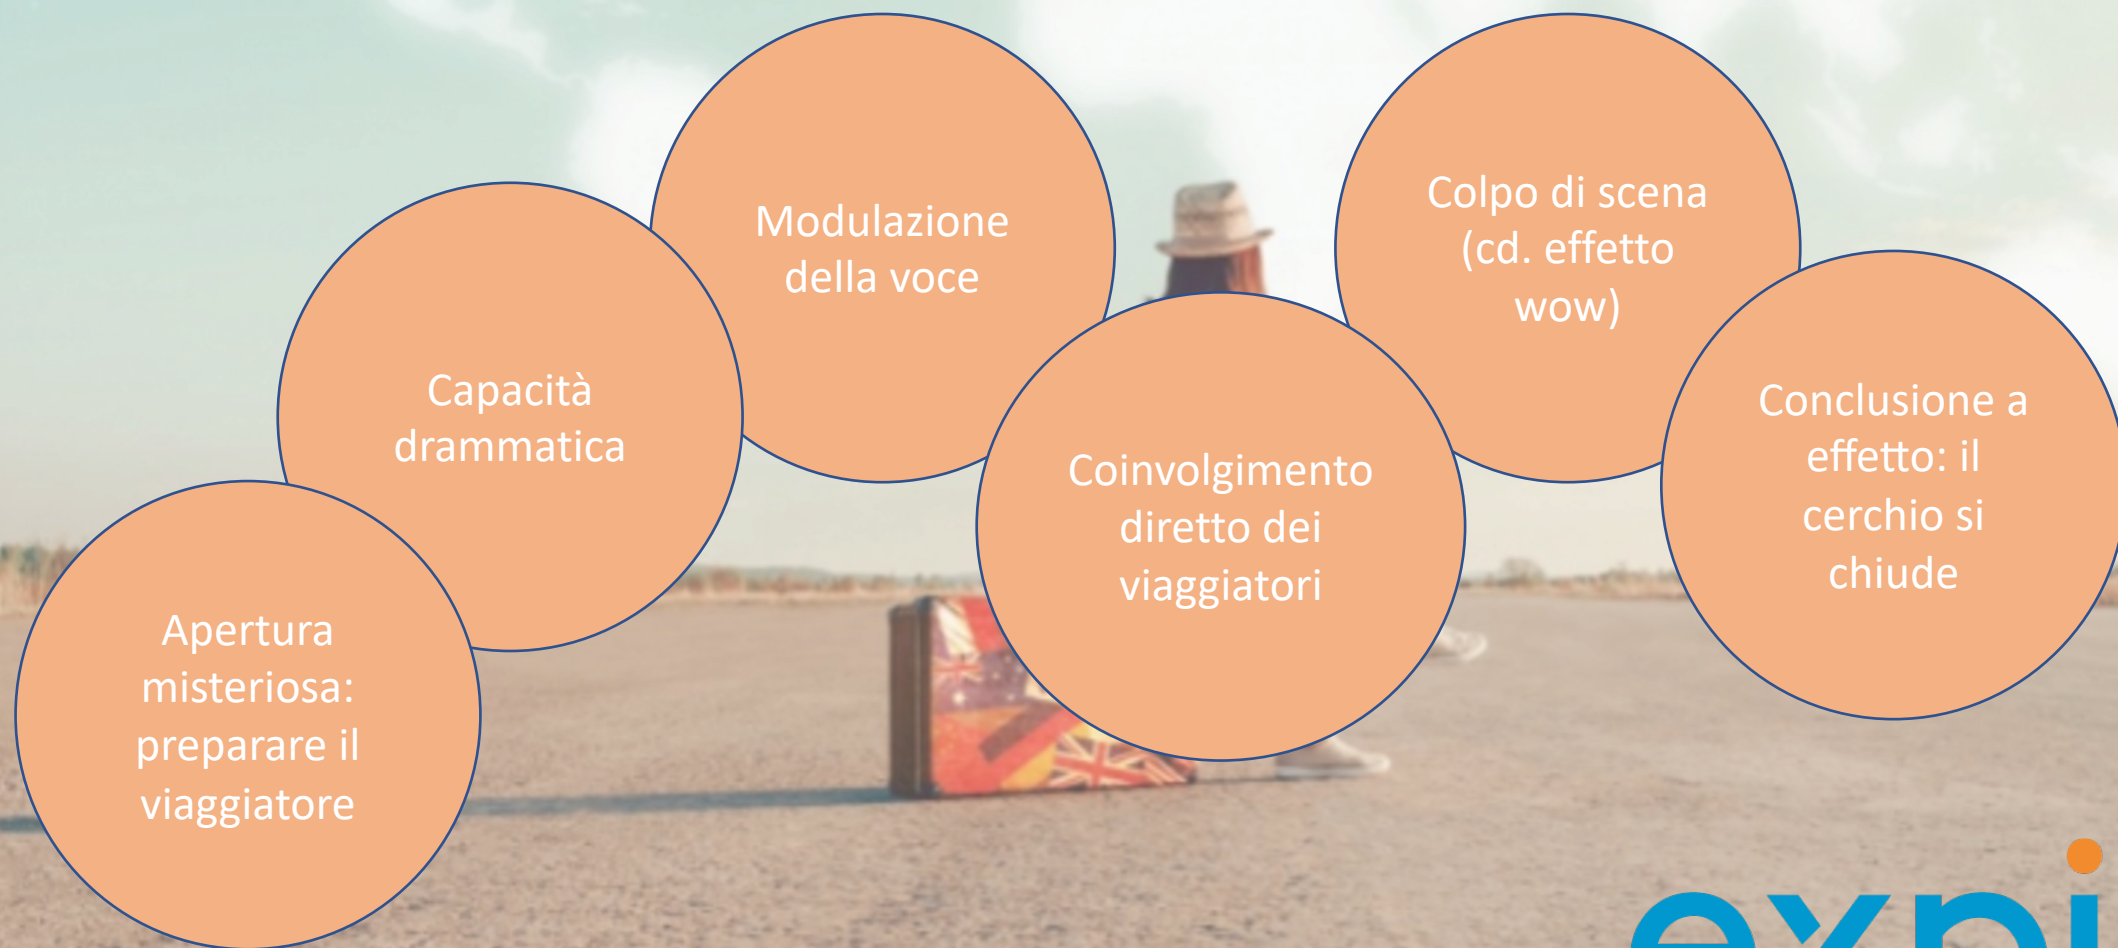 Apertura
misteriosa:
preparare il
viaggiatore
Capacità
drammatica
Modulazione
della voce
Coinvolgimento
diretto dei
viaggiatori
Colpo di scena
(cd. effetto
wow)
Conclusione a
effetto: il
cerchio si
chiude
expi